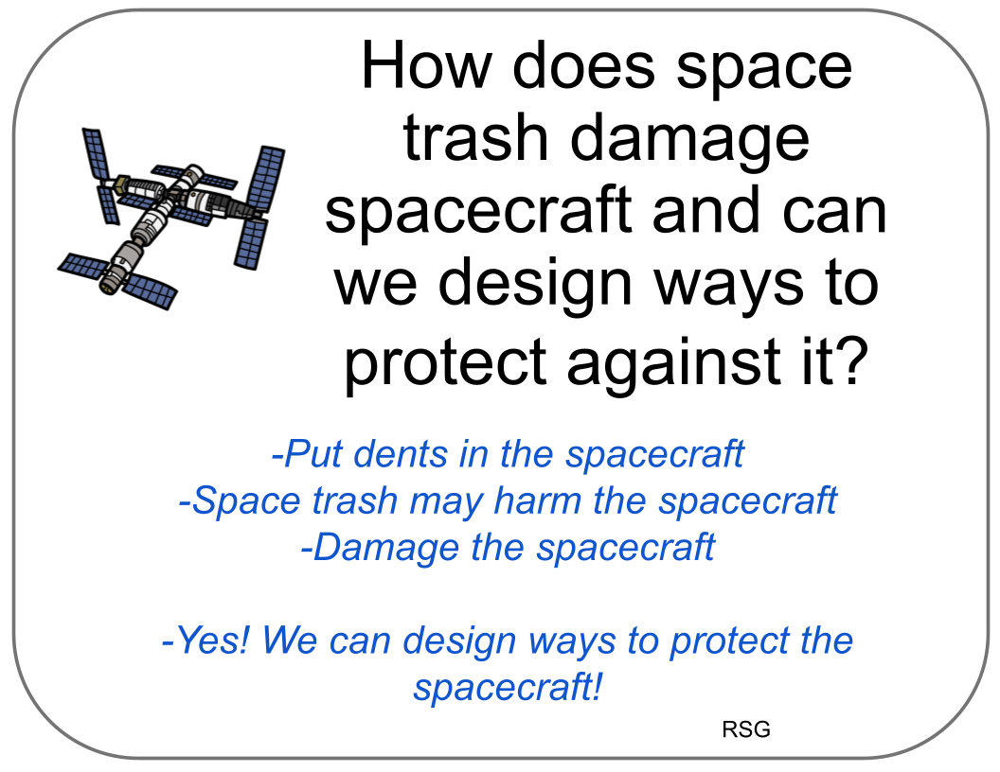 How does space
trash damage
spacecraft and can
we design ways to
protect against it?
-Put dents in the spacecraft
-Space trash may harm the spacecraft
-Damage the spacecraft
-Yes! We can design ways to protect the
spacecraft!
RSG